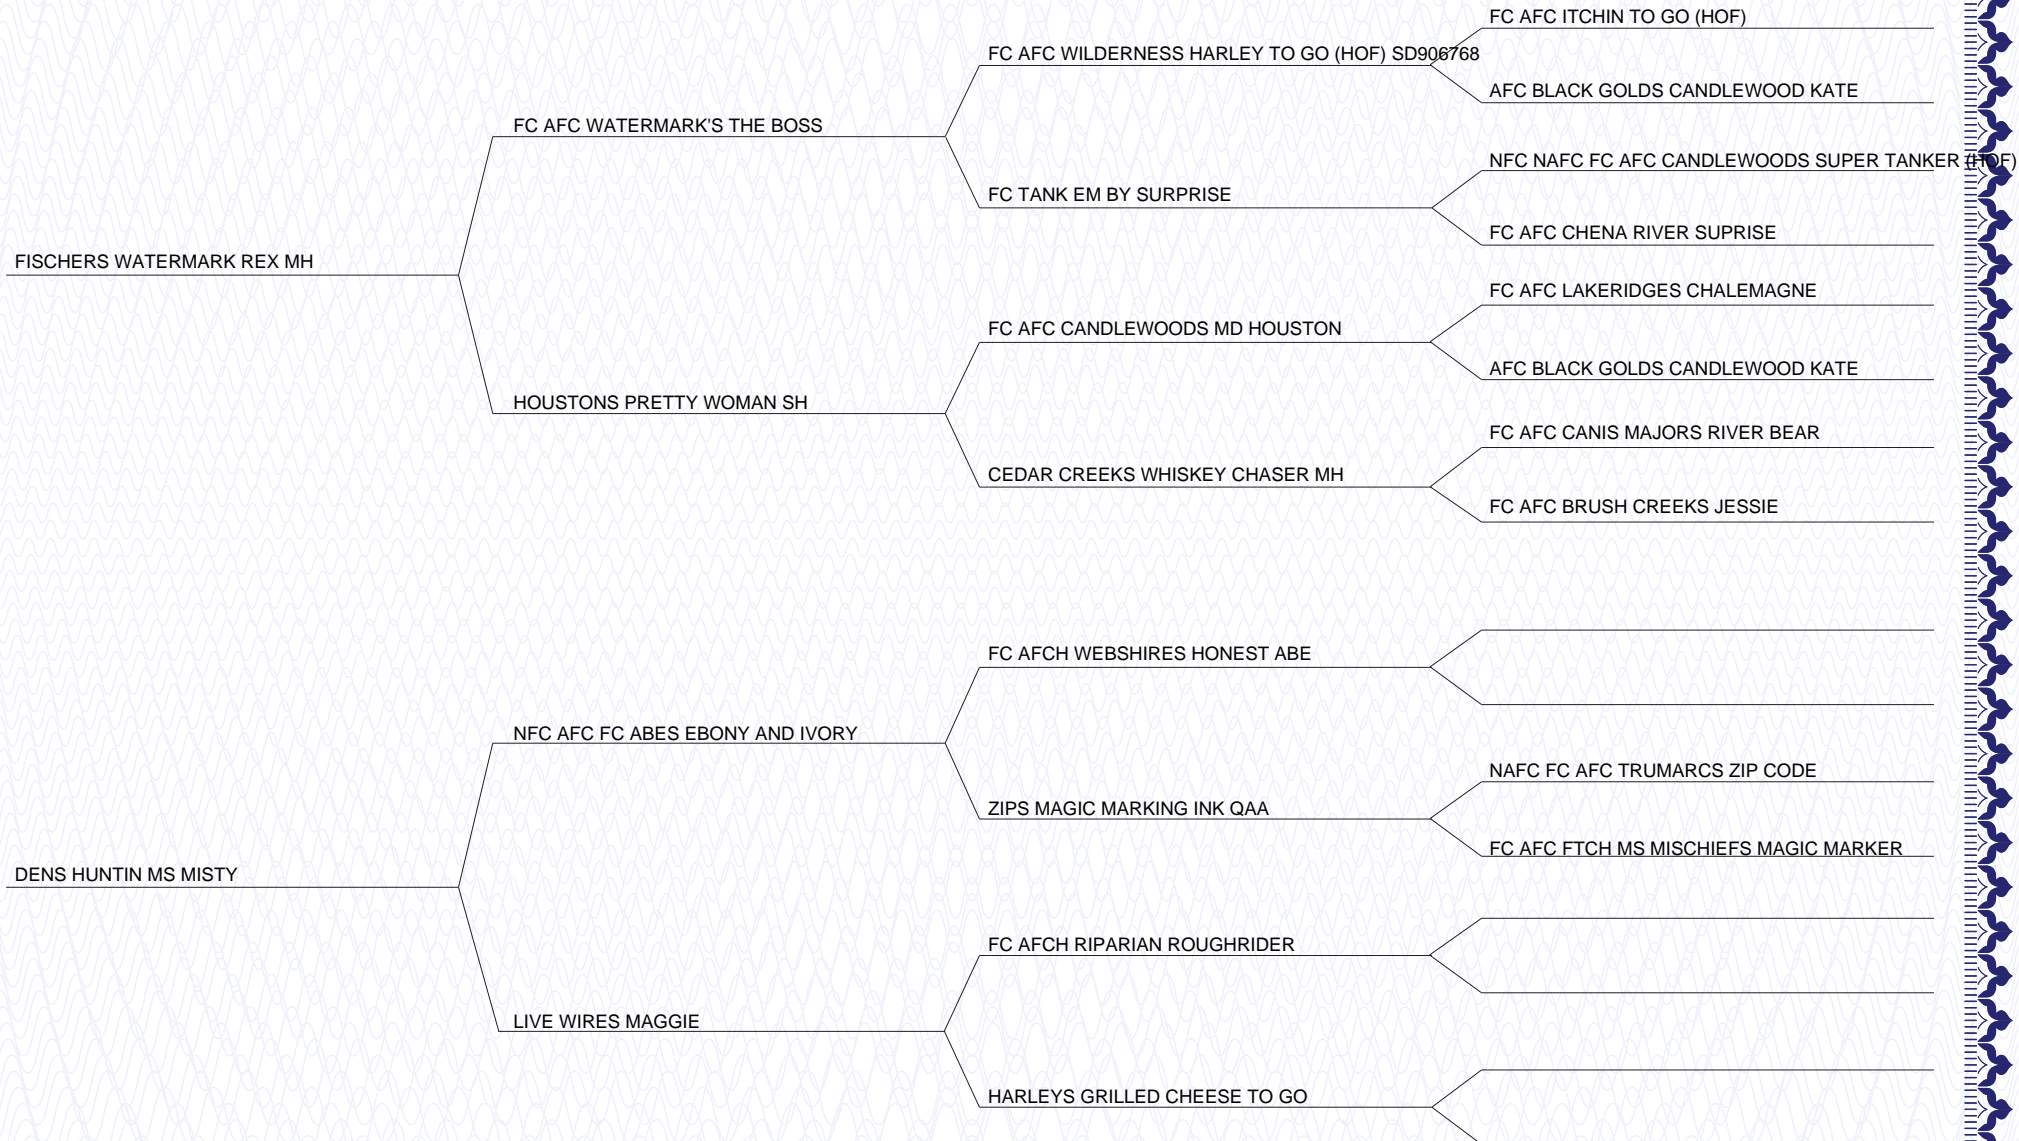 FC AFC ITCHIN TO GO (HOF)
FC AFC WILDERNESS HARLEY TO GO (HOF) SD906768
AFC BLACK GOLDS CANDLEWOOD KATE
FC AFC WATERMARK'S THE BOSS
NFC NAFC FC AFC CANDLEWOODS SUPER TANKER (HOF)
FC TANK EM BY SURPRISE
FC AFC CHENA RIVER SUPRISE
FISCHERS WATERMARK REX MH
FC AFC LAKERIDGES CHALEMAGNE
FC AFC CANDLEWOODS MD HOUSTON
AFC BLACK GOLDS CANDLEWOOD KATE
HOUSTONS PRETTY WOMAN SH
FC AFC CANIS MAJORS RIVER BEAR
CEDAR CREEKS WHISKEY CHASER MH
FC AFC BRUSH CREEKS JESSIE
FC AFCH WEBSHIRES HONEST ABE
NFC AFC FC ABES EBONY AND IVORY
NAFC FC AFC TRUMARCS ZIP CODE
ZIPS MAGIC MARKING INK QAA
FC AFC FTCH MS MISCHIEFS MAGIC MARKER
DENS HUNTIN MS MISTY
FC AFCH RIPARIAN ROUGHRIDER
LIVE WIRES MAGGIE
HARLEYS GRILLED CHEESE TO GO